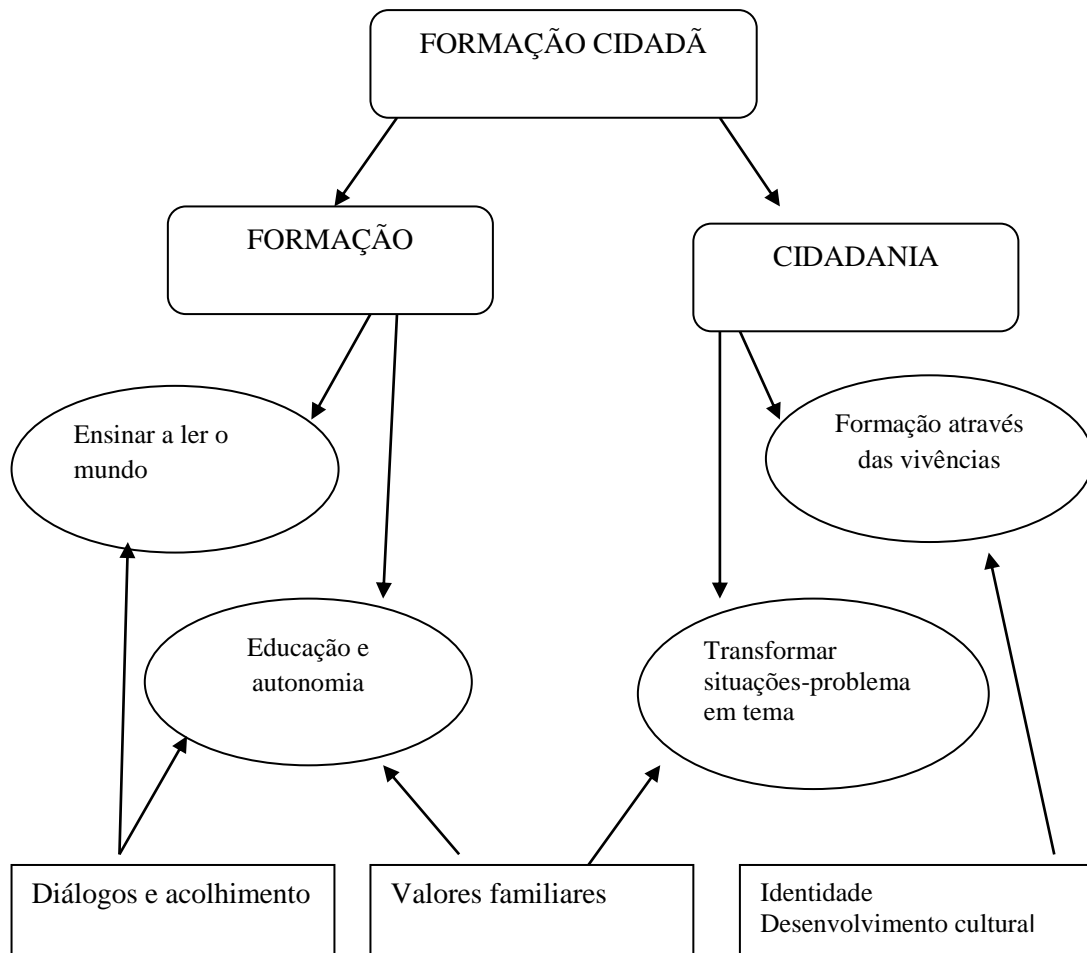 FORMAÇÃO CIDADÃ
FORMAÇÃO
CIDADANIA
Ensinar a ler o
mundo
Formação através
das vivências
Educação e
autonomia
Transformar
situações-problema
em tema
Diálogos e acolhimento
Valores familiares
Identidade
Desenvolvimento cultural